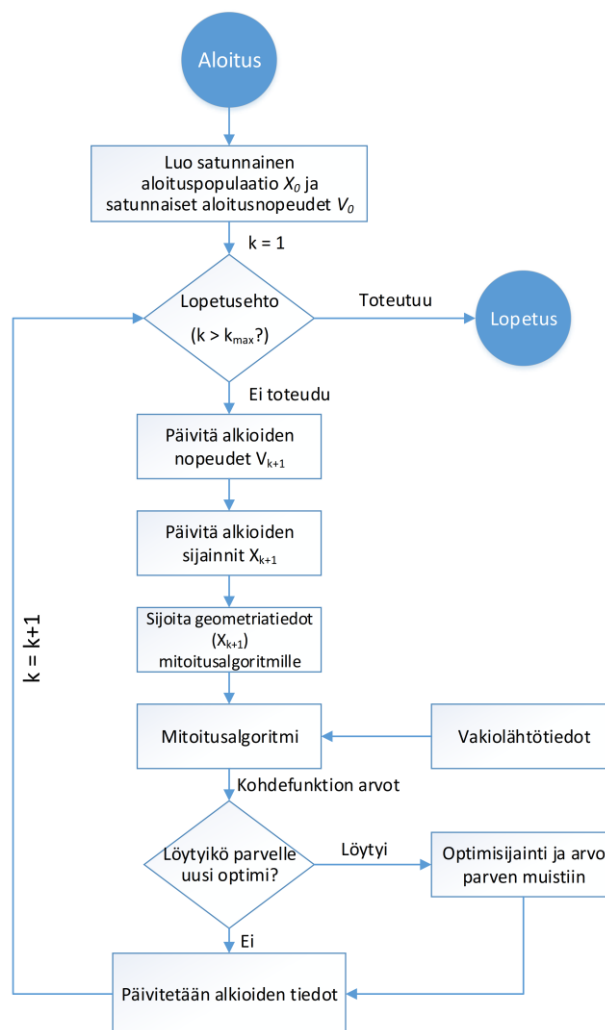 Aloitus
Luo satunnainen
aloituspopulaatio X₀ ja
satunnaiset aloitusnopeudet V₀
k = 1
Lopetusehto
(k > kₘₐₓ?)
Toteutuu
Lopetus
Ei toteudu
Päivitä alkioiden
nopeudet Vₖ₊₁
Päivitä alkioiden
sijainnit Xₖ₊₁
Sijoita geometriatiedot
(Xₖ₊₁)
mitoitusalgoritmille
k = k+1
Mitoitusalgoritmi
Vakiolähtötiedot
Kohdefunktion arvot
Löytyikö parvelle
uusi optimi?
Löytyi
Optimisijainti ja arvo
parven muistiin
Ei
Päivitetään alkioiden tiedot